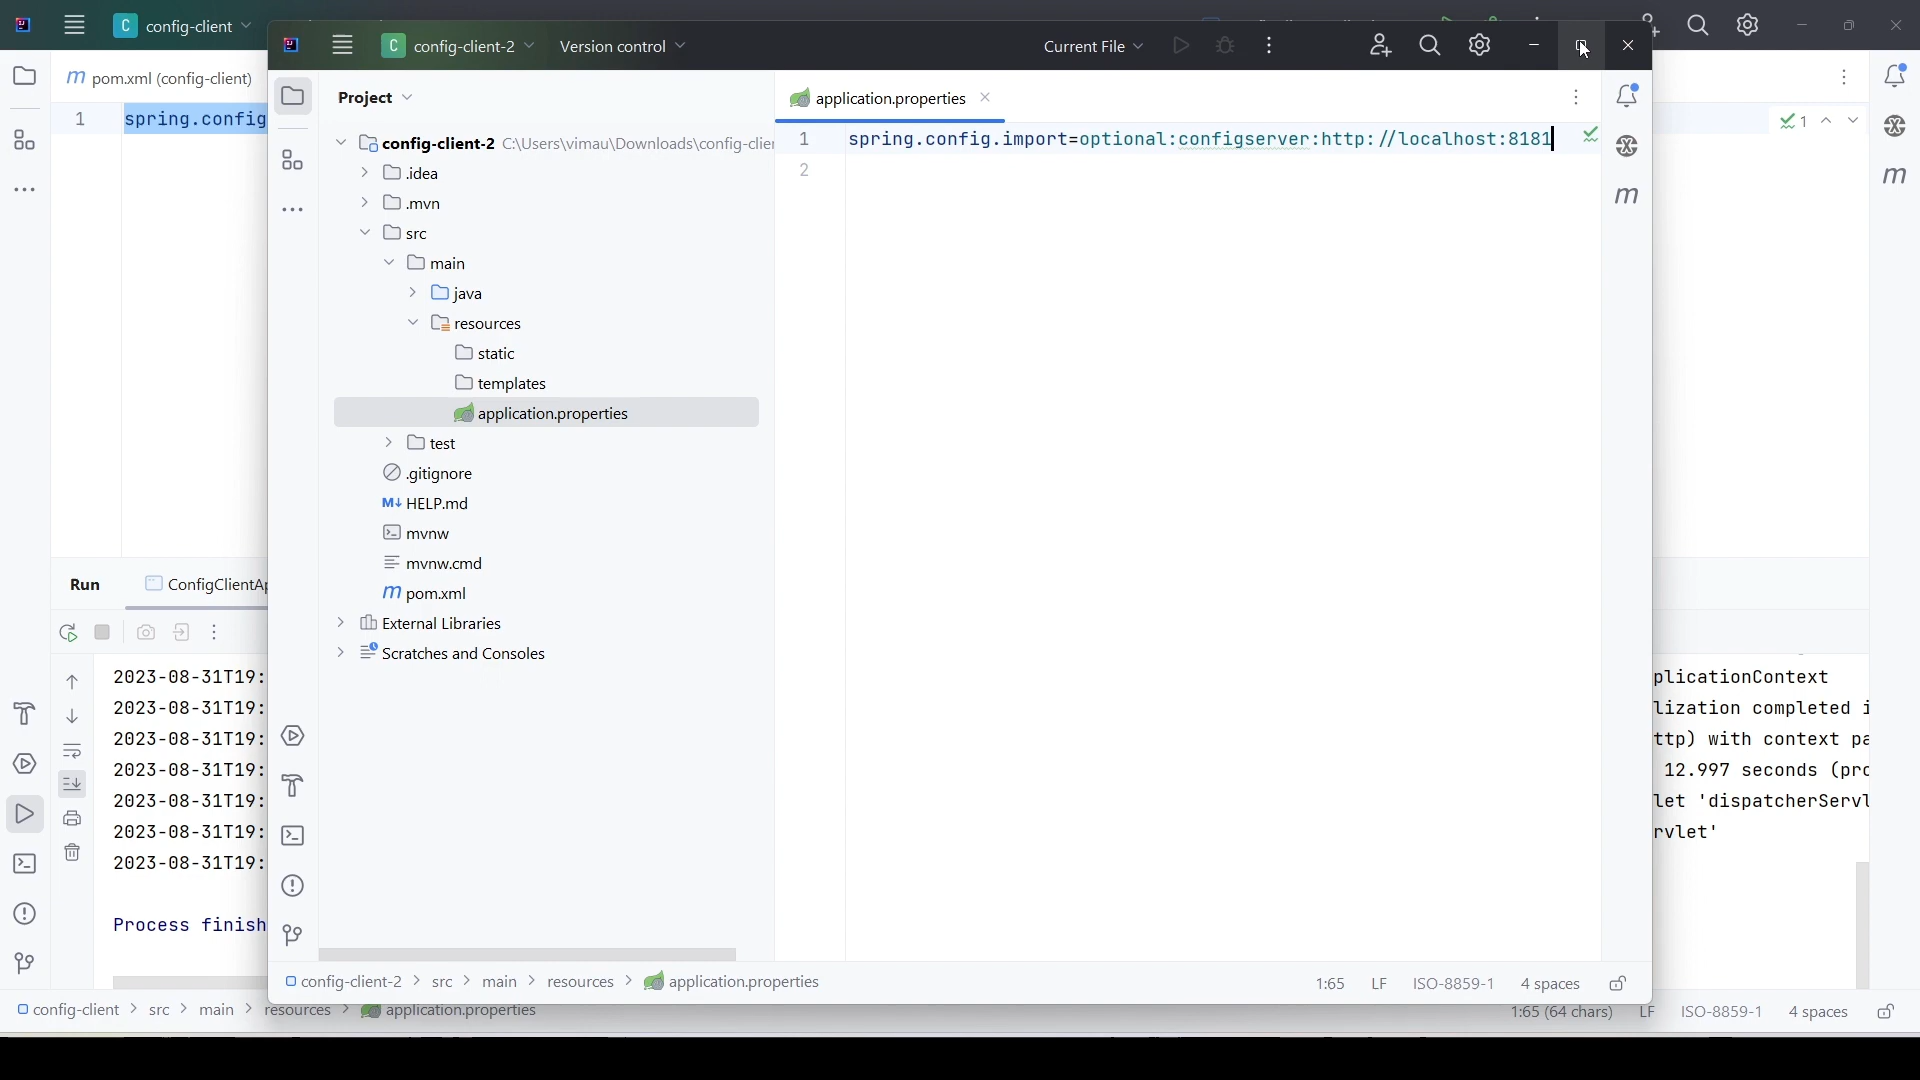 config-client
config-client-2 Version control Current File
m pom.xml (config-client)
Project
application.properties
1 spring.config
1
config-client-2 C:\Users\vimau\Downloads\config-clie
1 spring.config.import=optional:configserver:http://localhost:8181
2
.idea
.mvn
src
main
java
resources
static
templates
application.properties
test
.gitignore
HELP.md
mvnw
mvnw.cmd
m pom.xml
External Libraries
Scratches and Consoles
Run ConfigClientAp
2023-08-31T19: plicationContext
2023-08-31T19: lization completed i
2023-08-31T19: ttp) with context pa
2023-08-31T19: 12.997 seconds (pro
2023-08-31T19: let 'dispatcherServl
2023-08-31T19: rvlet'
2023-08-31T19:
Process finish
config-client-2 > src > main > resources > application.properties 1:65 LF ISO-8859-1 4 spaces
config-client > src > main > resources > application.properties 1:65 (64 chars) LF ISO-8859-1 4 spaces